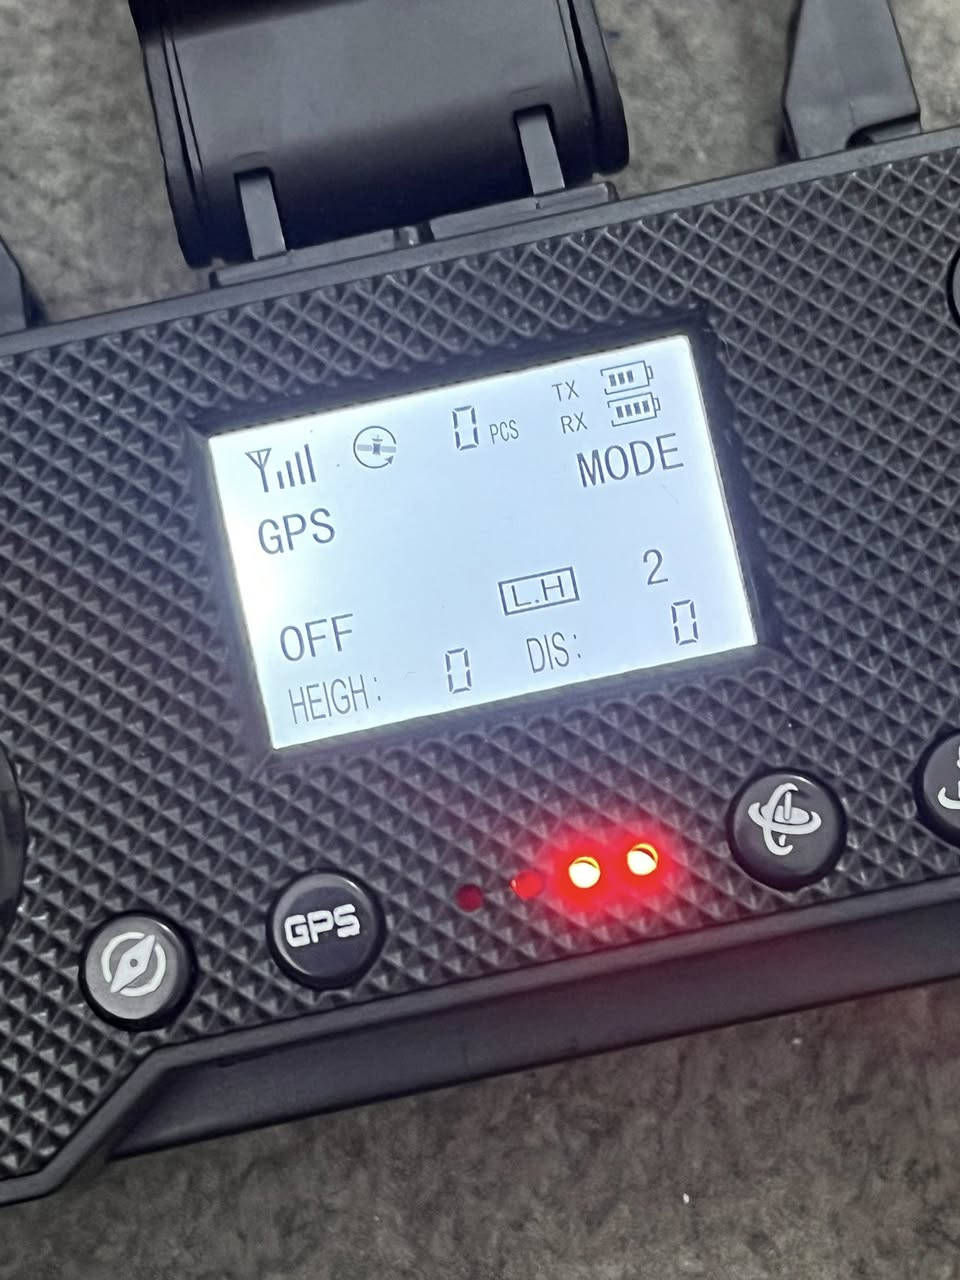 0 PCS
TX
RX
MODE
GPS
L.H 2
OFF
HEIGH: 0 DIS: 0
GPS